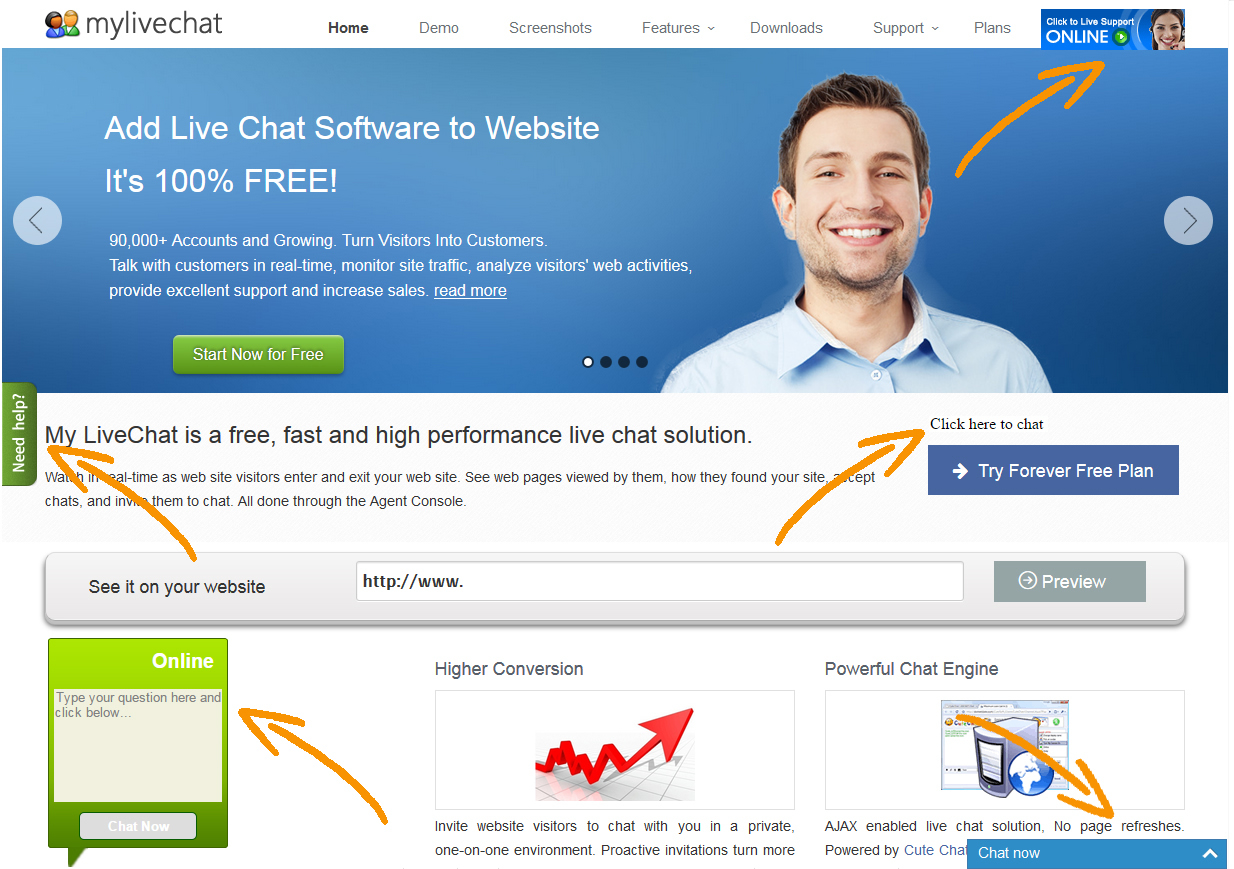 mylivechat
Home
Demo
Screenshots
Features
Downloads
Support
Plans
Click to Live Support
ONLINE
Add Live Chat Software to Website
It's 100% FREE!
90,000+ Accounts and Growing. Turn Visitors Into Customers.
Talk with customers in real-time, monitor site traffic, analyze visitors' web activities,
provide excellent support and increase sales. read more
Start Now for Free
Need help?
My LiveChat is a free, fast and high performance live chat solution.
Watch in real-time as web site visitors enter and exit your web site. See web pages viewed by them, how they found your site, accept
chats, and invite them to chat. All done through the Agent Console.
Click here to chat
Try Forever Free Plan
See it on your website
http://www.
Preview
Online
Type your question here and
click below...
Chat Now
Higher Conversion
Invite website visitors to chat with you in a private,
one-on-one environment. Proactive invitations turn more
Powerful Chat Engine
AJAX enabled live chat solution, No page refreshes.
Powered by Cute Chat
Chat now